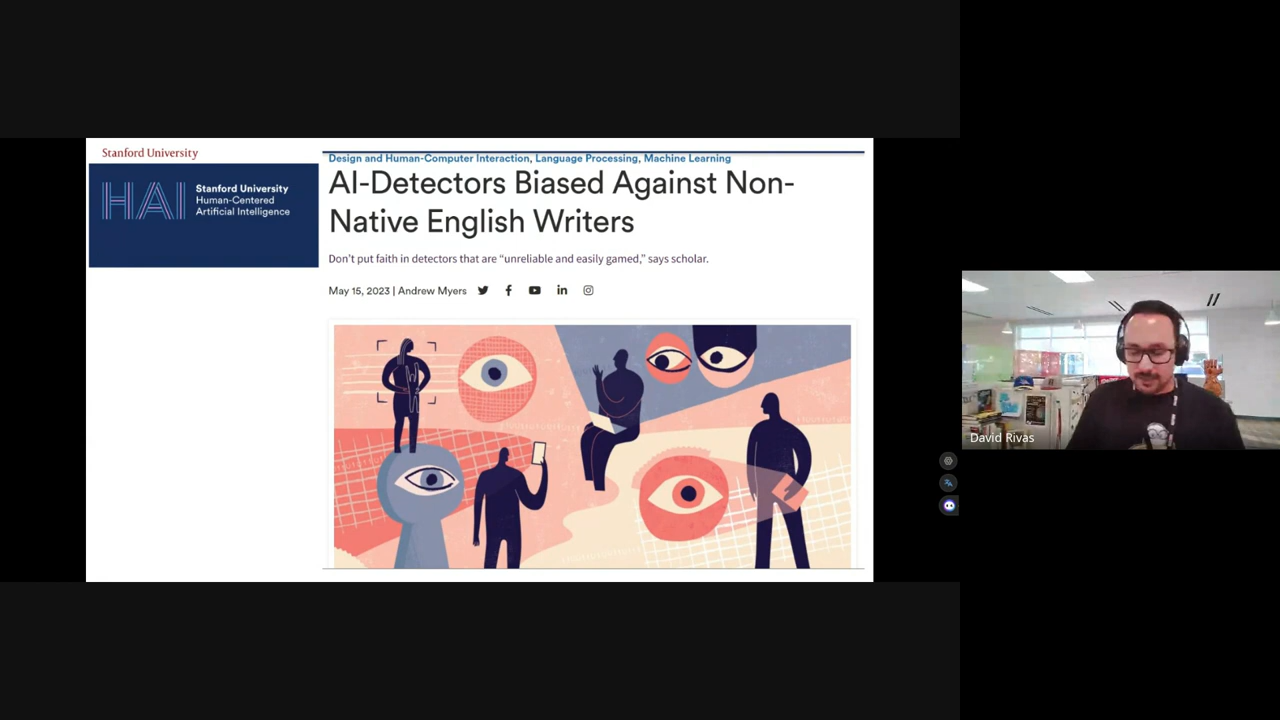 Stanford University
HAI
Stanford University
Human-Centered
Artificial Intelligence
Design and Human-Computer Interaction, Language Processing, Machine Learning
AI-Detectors Biased Against Non-
Native English Writers
Don't put faith in detectors that are “unreliable and easily gamed,” says scholar.
May 15, 2023 | Andrew Myers
David Rivas